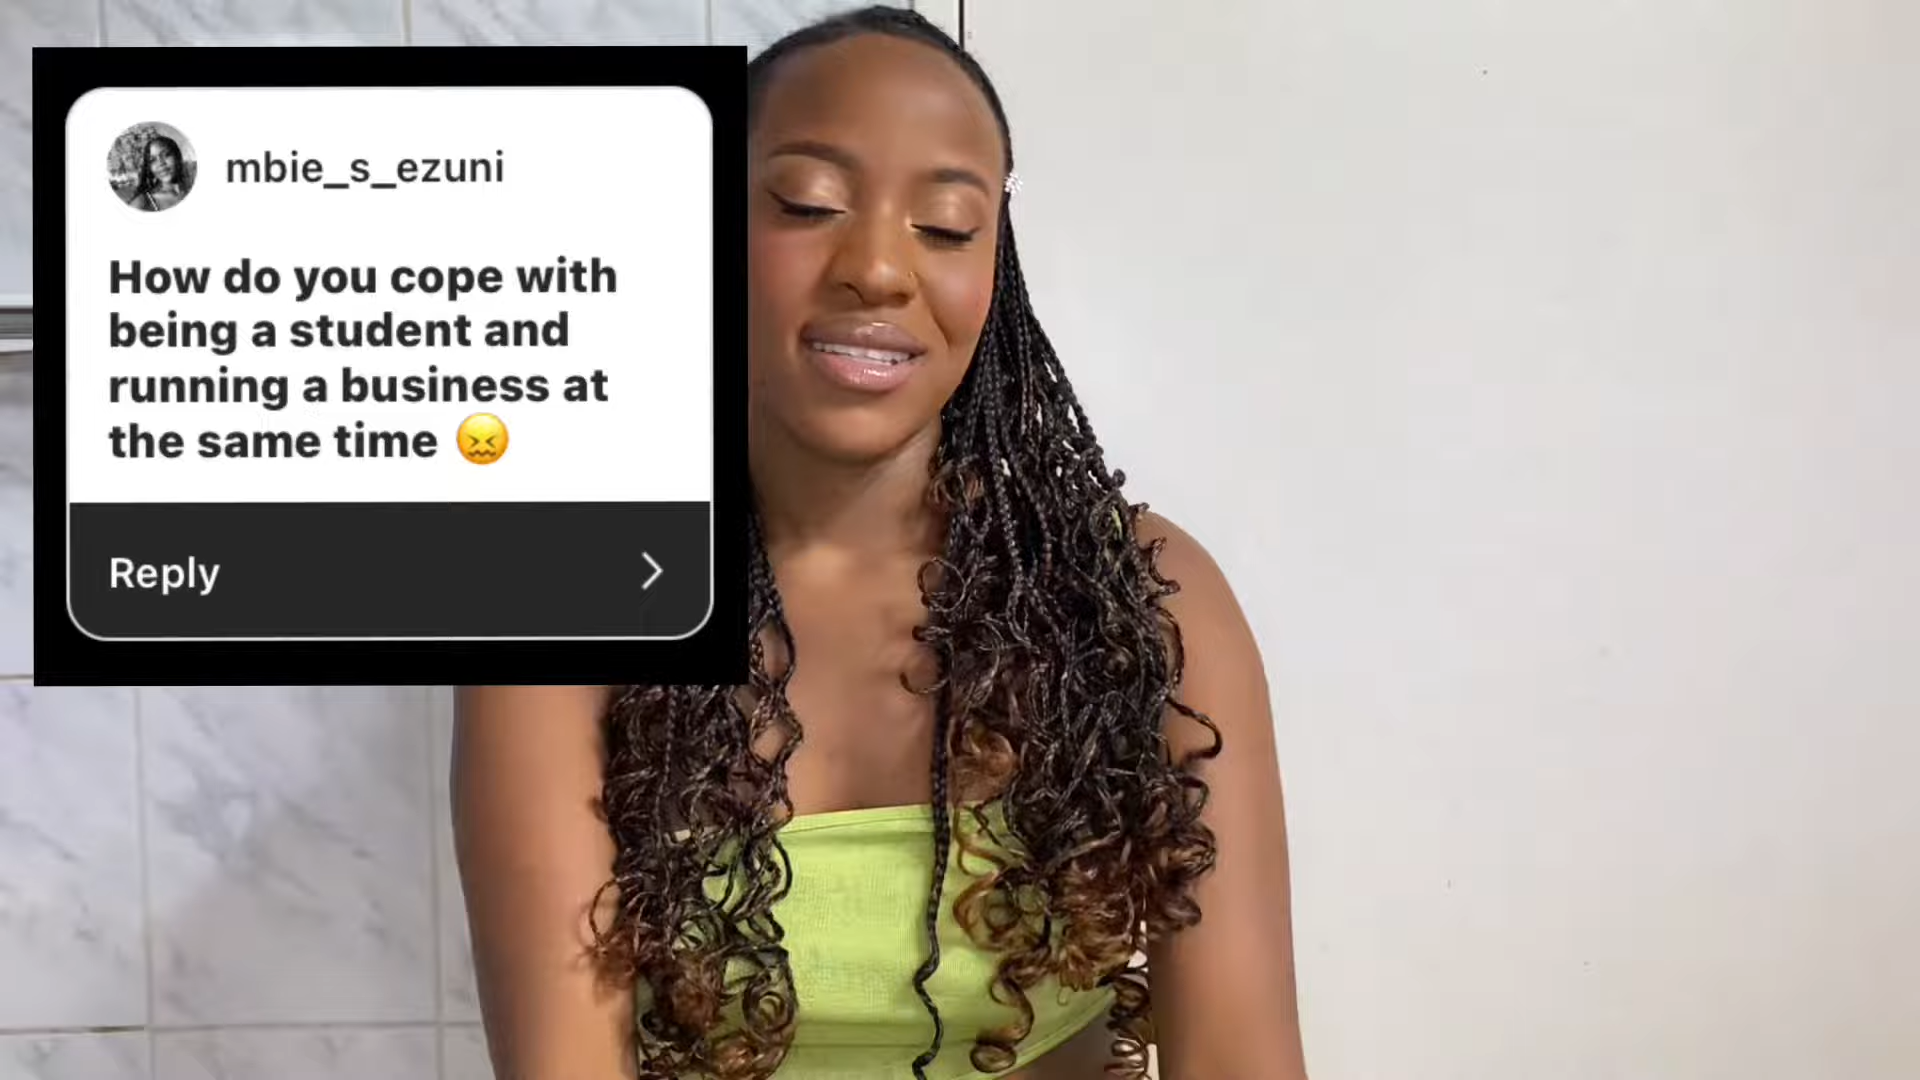 mbie_s_ezuni
How do you cope with
being a student and
running a business at
the same time 😖
Reply